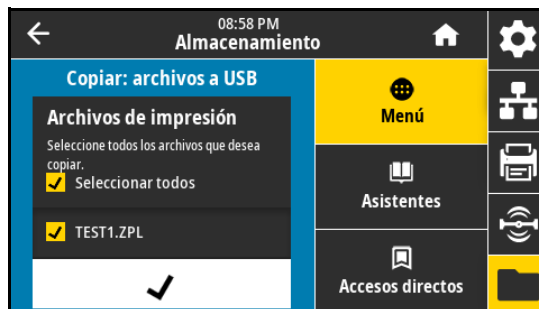 08:58 PM
Almacenamiento
Copiar: archivos a USB
Archivos de impresión
Seleccione todos los archivos que desea
copiar.
Seleccionar todos
TEST1.ZPL
Menú
Asistentes
Accesos directos